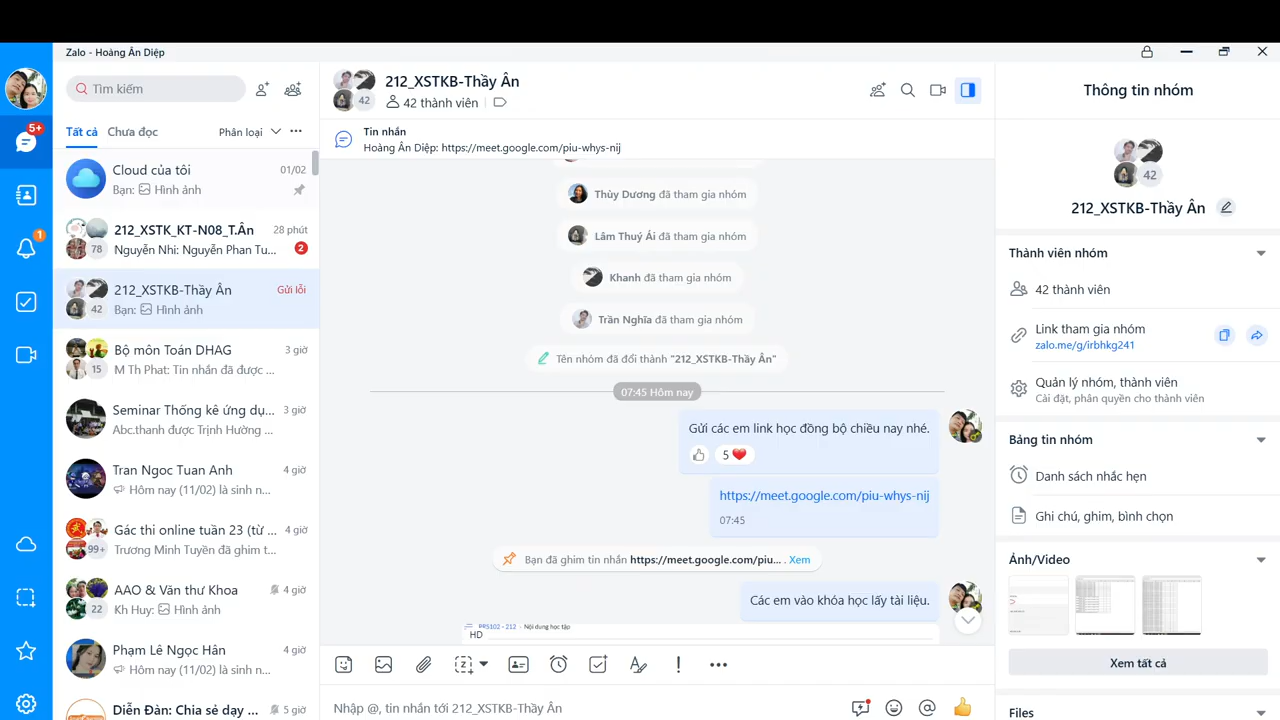 Zalo - Hoàng Ân Diệp
Tìm kiếm
5+
Tất cả
Chưa đọc
Phân loại
Cloud của tôi
01/02
Bạn: Hình ảnh
212_XSTK_KT-N08_T.Ân
28 phút
78
Nguyễn Nhi: Nguyễn Phan Tu...
2
1
212_XSTKB-Thầy Ân
Gửi lỗi
42
Bạn: Hình ảnh
Bộ môn Toán DHAG
3 giờ
15
M Th Phat: Tin nhắn đã được ...
Seminar Thống kê ứng dụ...
3 giờ
Abc.thanh được Trịnh Hường ...
Tran Ngoc Tuan Anh
4 giờ
Hôm nay (11/02) là sinh n...
Gác thi online tuần 23 (từ ...
4 giờ
99+
Trương Minh Tuyền đã ghim t...
AAO & Văn thư Khoa
4 giờ
22
Kh Huy: Hình ảnh
Phạm Lê Ngọc Hân
4 giờ
Hôm nay (11/02) là sinh n...
Diễn Đàn: Chia sẻ dạy ...
5 giờ
212_XSTKB-Thầy Ân
42
42 thành viên
Tin nhắn
Hoàng Ân Diệp: https://meet.google.com/piu-whys-nij
Thùy Dương đã tham gia nhóm
Lâm Thuý Ái đã tham gia nhóm
Khanh đã tham gia nhóm
Trần Nghĩa đã tham gia nhóm
Tên nhóm đã đổi thành "212_XSTKB-Thầy Ân"
07:45 Hôm nay
Gửi các em link học đồng bộ chiều nay nhé.
5
https://meet.google.com/piu-whys-nij
07:45
Bạn đã ghim tin nhắn https://meet.google.com/piu... . Xem
Các em vào khóa học lấy tài liệu.
PRS102 - 212 - Nội dung học tập
HD
Nhập @, tin nhắn tới 212_XSTKB-Thầy Ân
Thông tin nhóm
42
212_XSTKB-Thầy Ân
Thành viên nhóm
42 thành viên
Link tham gia nhóm
zalo.me/g/irbhkg241
Quản lý nhóm, thành viên
Cài đặt, phân quyền cho thành viên
Bảng tin nhóm
Danh sách nhắc hẹn
Ghi chú, ghim, bình chọn
Ảnh/Video
Xem tất cả
Files